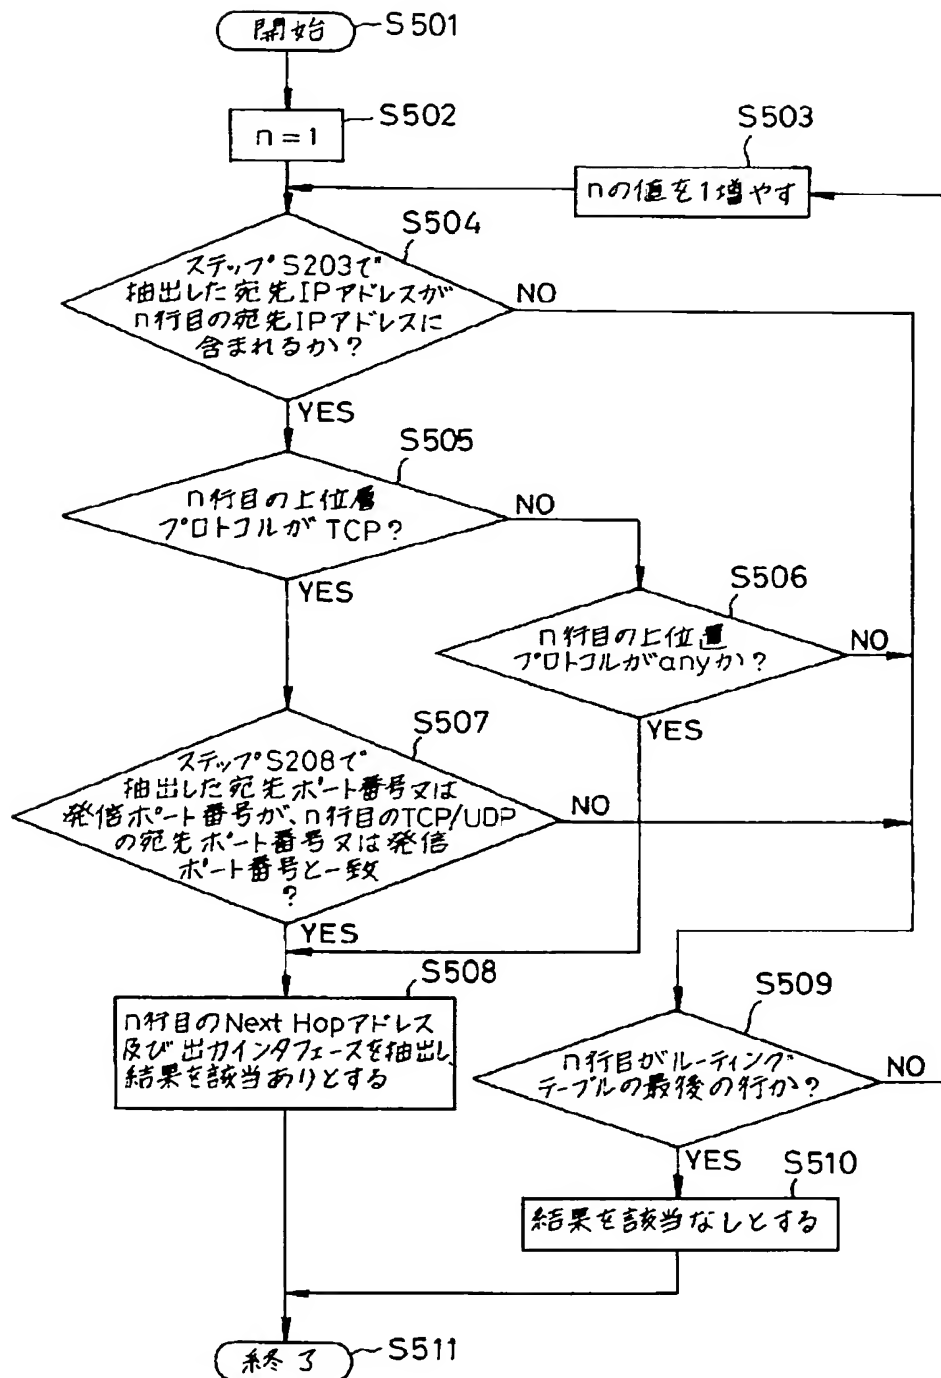 開始
S501
n=1
S502
S503
nの値を1増やす
S504
ステップS203で
抽出した宛先IPアドレスが
n行目の宛先IPアドレスに
含まれるか?
NO
YES
S505
n行目の上位層
プロトコルがTCP?
NO
YES
S506
n行目の上位置
プロトコルがanyか?
NO
YES
S507
ステップS208で
抽出した宛先ポート番号又は
発信ポート番号が、n行目のTCP/UDP
の宛先ポート番号又は発信
ポート番号と一致
?
NO
YES
S508
n行目のNext Hopアドレス
及び出力インタフェースを抽出し、
結果を該当ありとする
S509
n行目がルーティング
テーブルの最後の行か?
NO
YES
S510
結果を該当なしとする
終了
S511